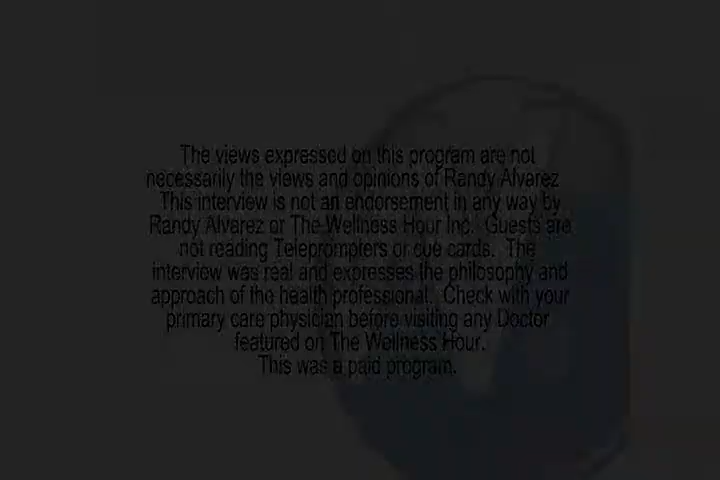 The views expressed on this program are not
necessarily the views and opinions of Randy Alvarez
This interview is not an endorsement in any way by
Randy Alvarez or The Wellness Hour Inc. Guests are
not reading Teleprompters or cue cards. The
interview was real and expresses the philosophy and
approach of the health professional. Check with your
primary care physician before visiting any Doctor
featured on The Wellness Hour.
This was a paid program.